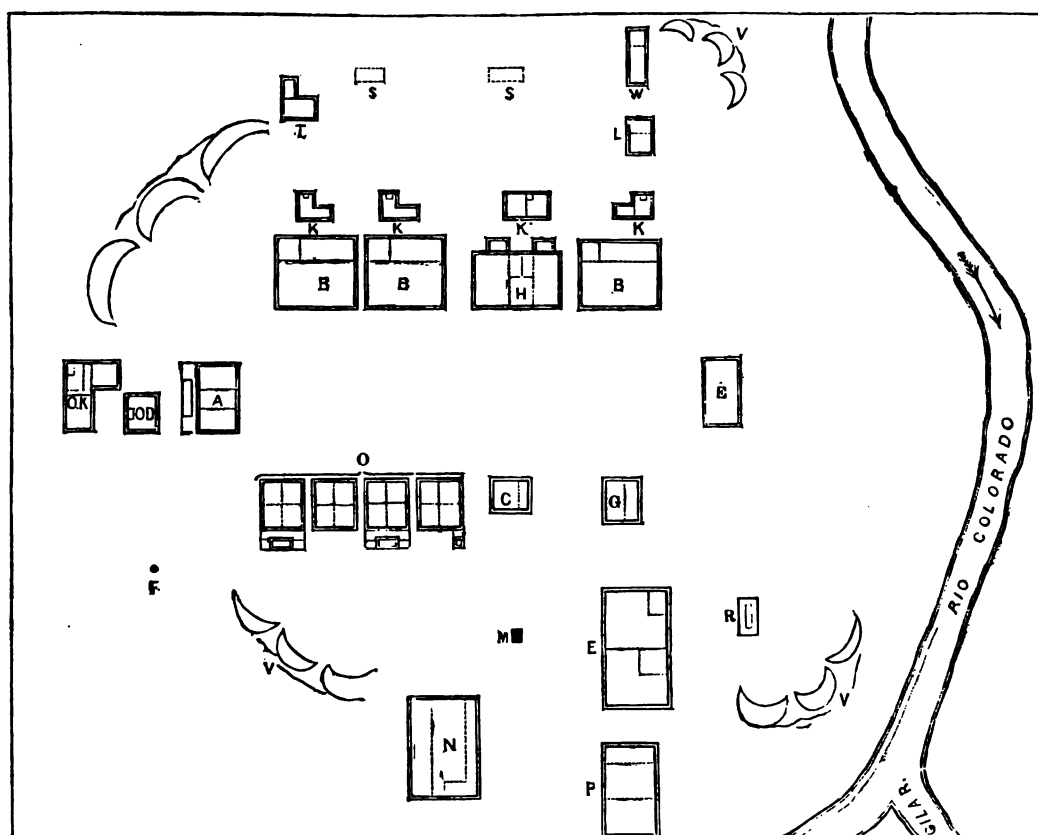 V
S S W
I
L
K K K K
B B H B
O.K OD A E
O
C G
F
R
M E
V V
N
P
RIO COLORADO
GILA R.